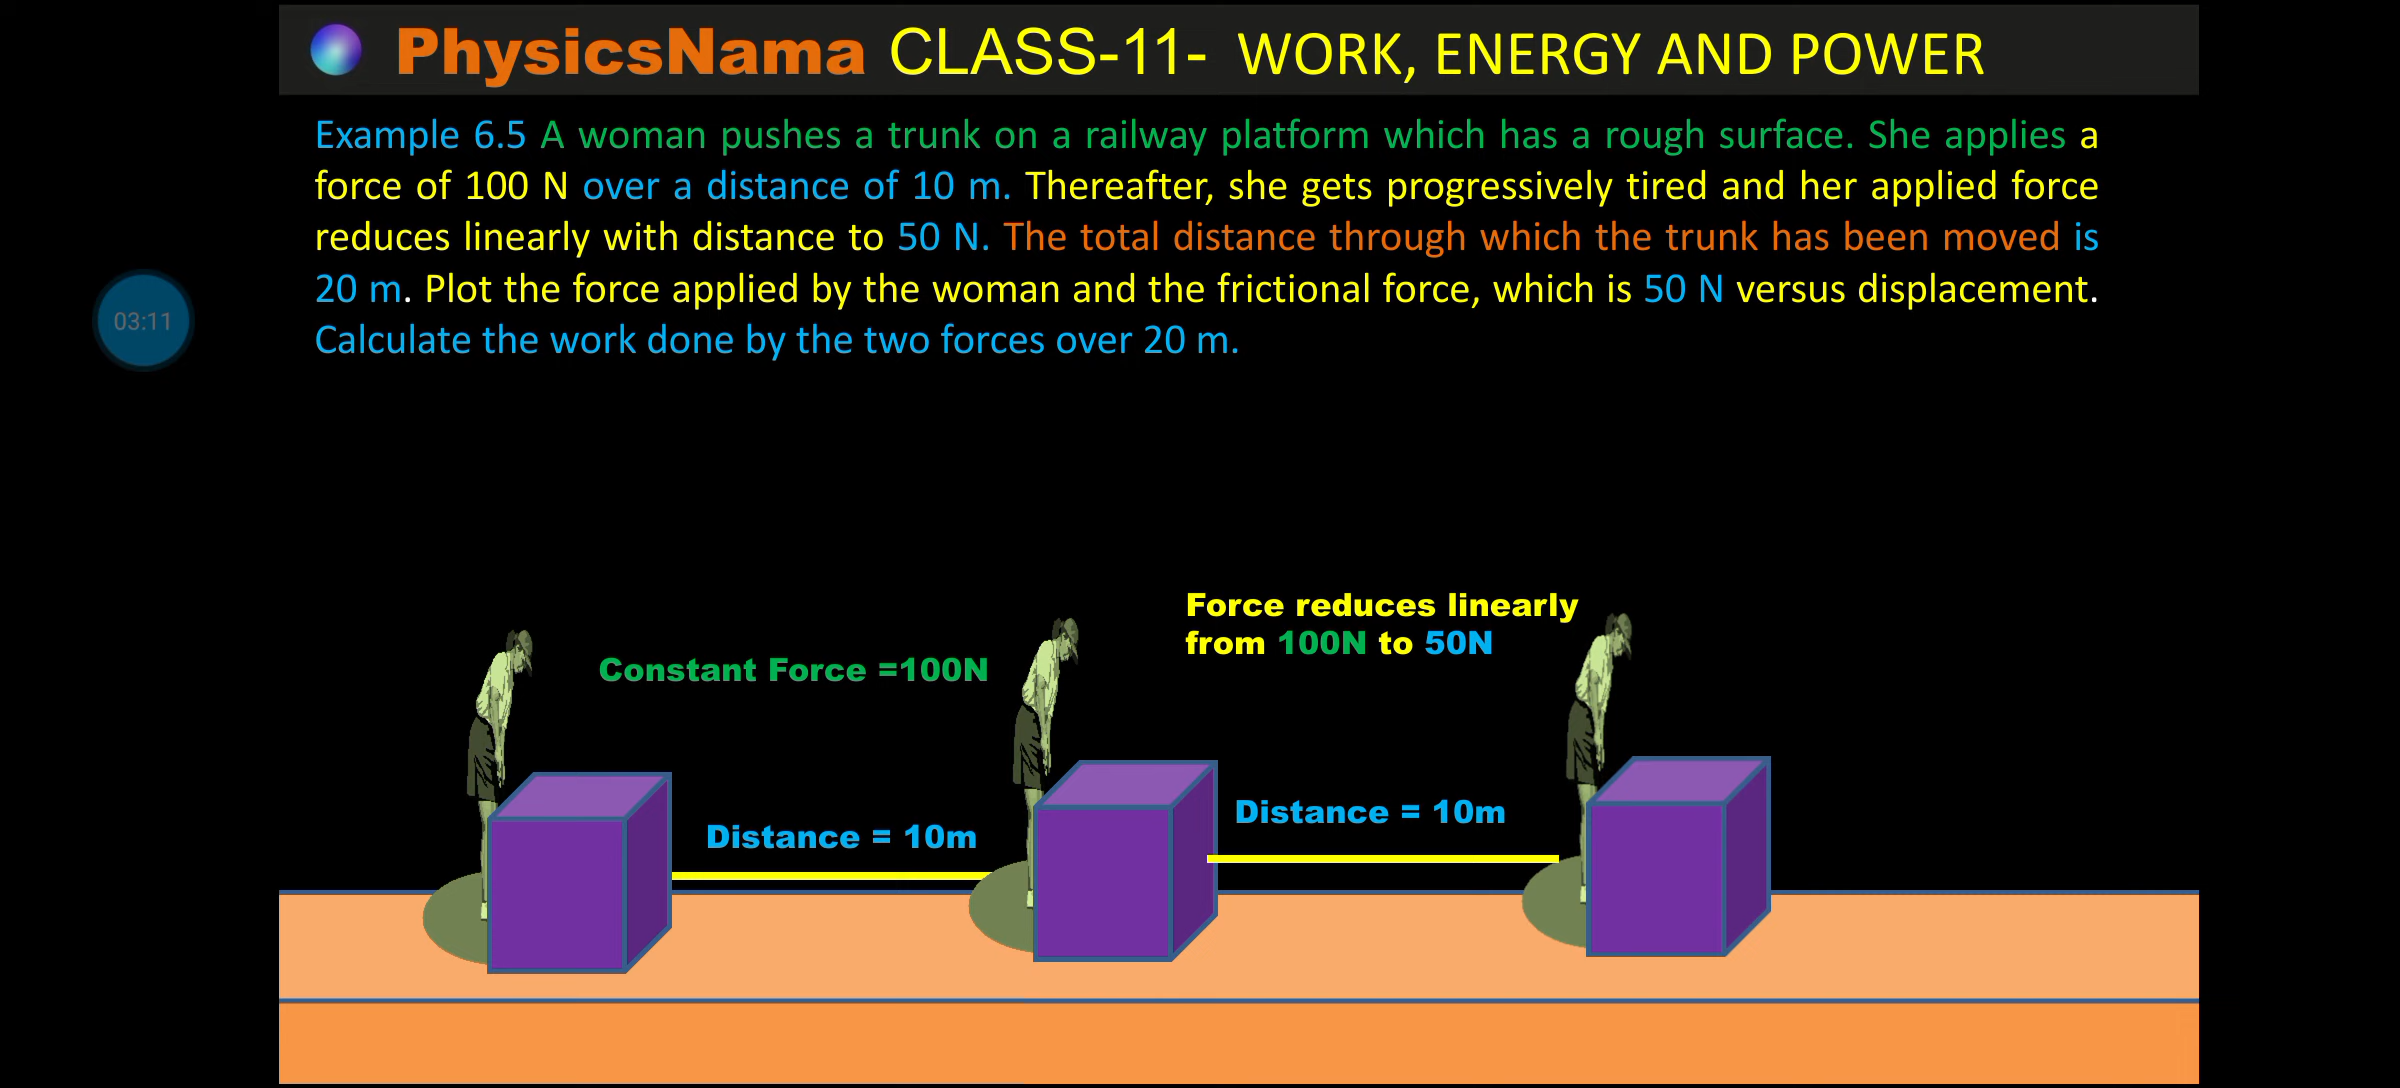 PhysicsNama CLASS-11- WORK, ENERGY AND POWER
Example 6.5 A woman pushes a trunk on a railway platform which has a rough surface. She applies a
force of 100 N over a distance of 10 m. Thereafter, she gets progressively tired and her applied force
reduces linearly with distance to 50 N. The total distance through which the trunk has been moved is
20 m. Plot the force applied by the woman and the frictional force, which is 50 N versus displacement.
Calculate the work done by the two forces over 20 m.
03:11
Force reduces linearly
from 100N to 50N
Constant Force =100N
Distance = 10m
Distance = 10m